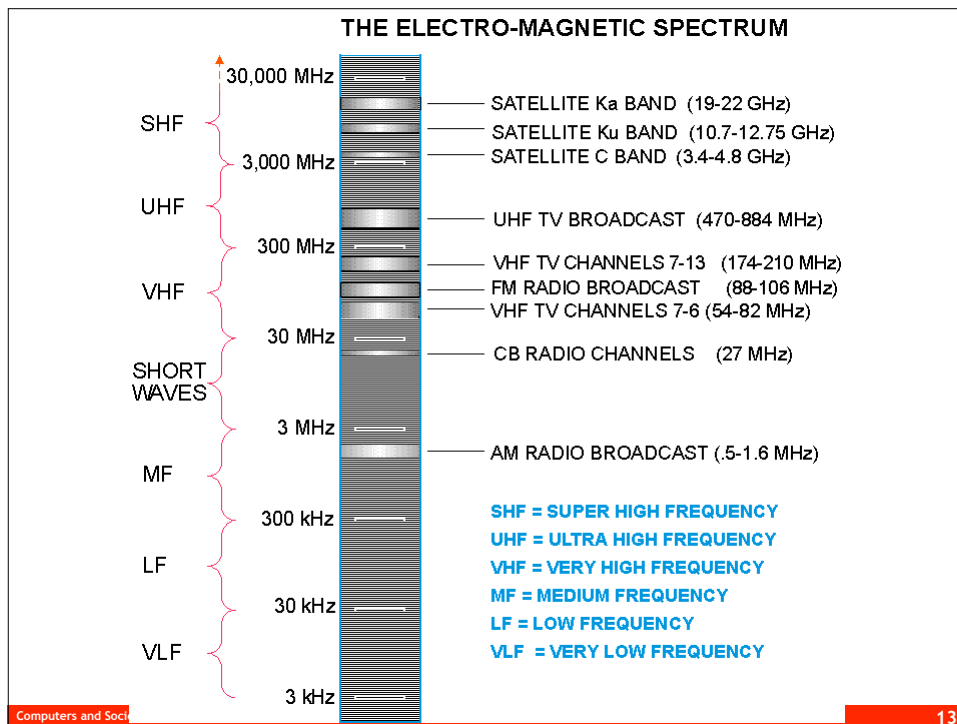 THE ELECTRO-MAGNETIC SPECTRUM
30,000 MHz
SATELLITE Ka BAND (19-22 GHz)
SHF
SATELLITE Ku BAND (10.7-12.75 GHz)
3,000 MHz
SATELLITE C BAND (3.4-4.8 GHz)
UHF
UHF TV BROADCAST (470-884 MHz)
300 MHz
VHF TV CHANNELS 7-13 (174-210 MHz)
VHF
FM RADIO BROADCAST (88-106 MHz)
VHF TV CHANNELS 7-6 (54-82 MHz)
30 MHz
CB RADIO CHANNELS (27 MHz)
SHORT
WAVES
3 MHz
AM RADIO BROADCAST (.5-1.6 MHz)
MF
300 kHz
SHF = SUPER HIGH FREQUENCY
UHF = ULTRA HIGH FREQUENCY
VHF = VERY HIGH FREQUENCY
LF
MF = MEDIUM FREQUENCY
30 kHz
LF = LOW FREQUENCY
VLF
VLF = VERY LOW FREQUENCY
3 kHz
Computers and Soci
13